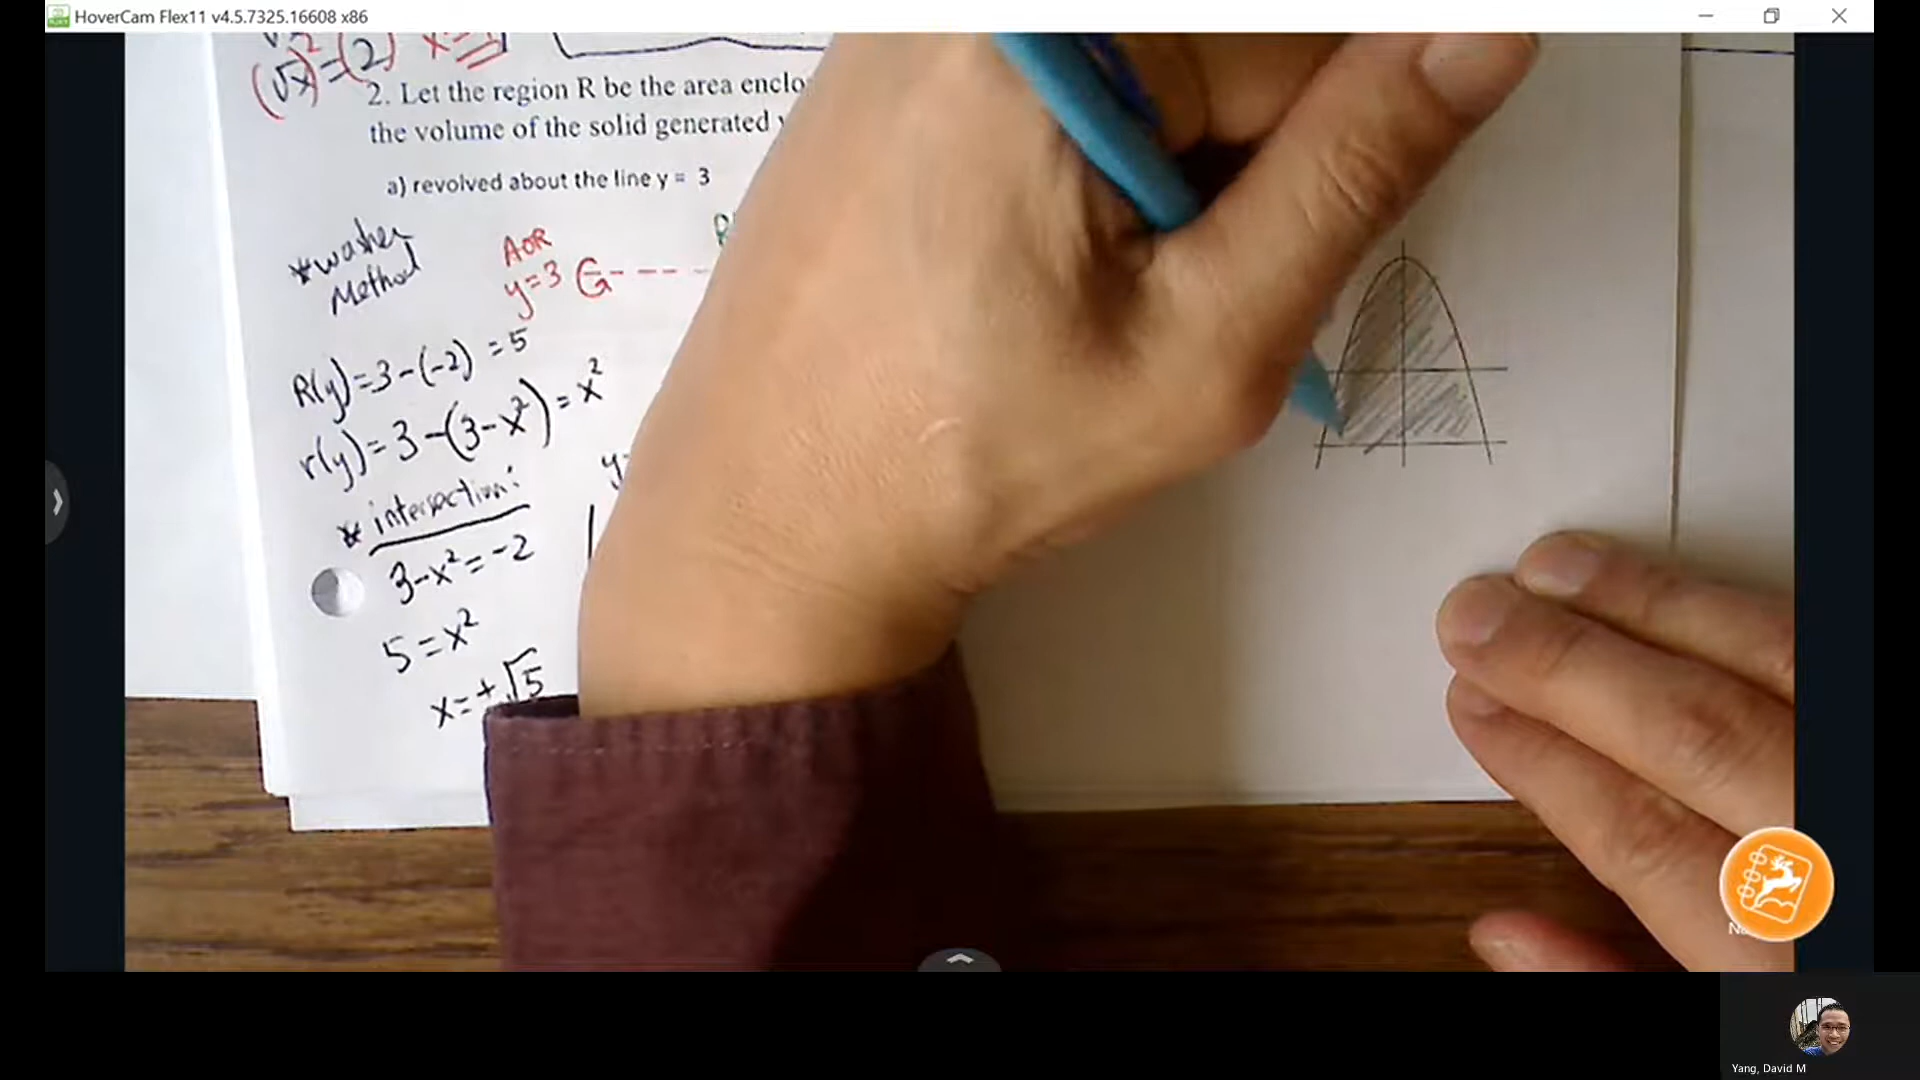 HoverCam Flex11 v4.5.7325.16608 x86
(√x)²=(2)
2. Let the region R be the area enclo
the volume of the solid generated
a) revolved about the line y = 3
*washer
Method
AOR
y=3
R(y)=3-(-2) = 5
r(y)=3-(3-x²)=x²
* intersection:
3-x²=-2
5=x²
x=±√5
Yang, David M